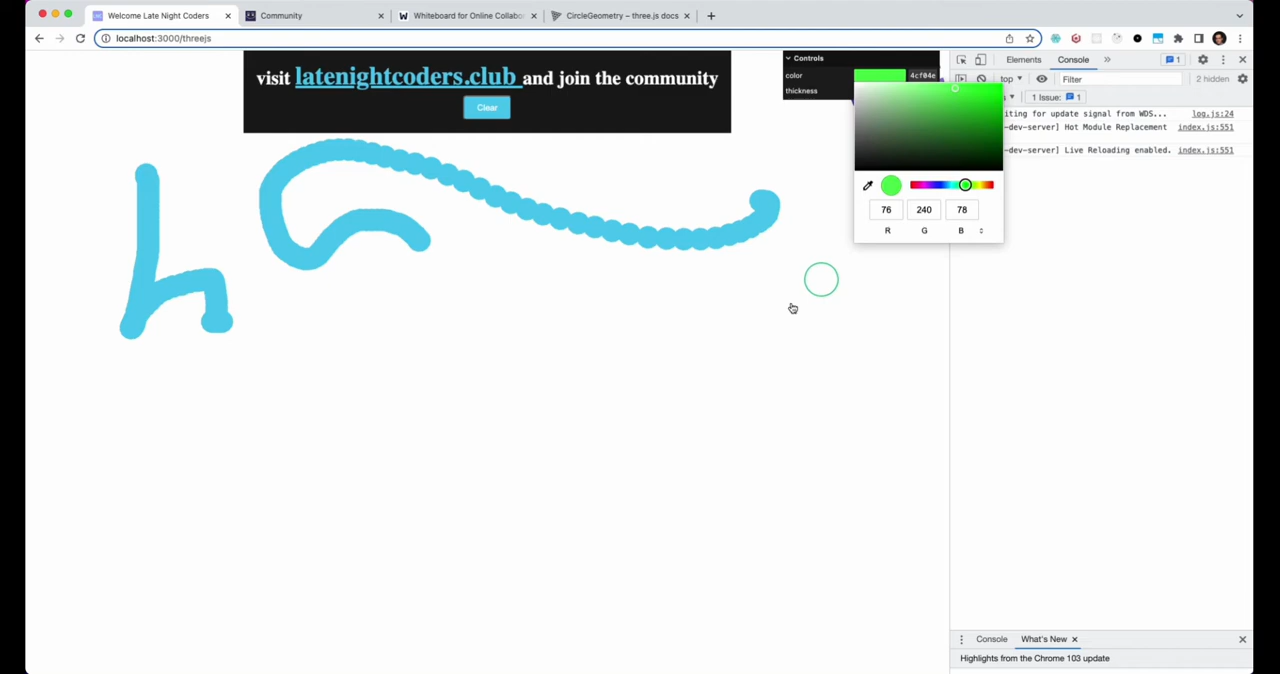 Welcome Late Night Coders
Community
Whiteboard for Online Collabo
CircleGeometry – three.js docs
localhost:3000/threejs
visit latenightcoders.club and join the community
Clear
Controls
color
4cf04e
thickness
76
240
78
R
G
B
Elements
Console
1
top
Filter
2 hidden
1 Issue:
1
iting for update signal from WDS...
log.js:24
-dev-server] Hot Module Replacement
index.js:551
-dev-server] Live Reloading enabled.
index.js:551
h
Console
What's New
Highlights from the Chrome 103 update